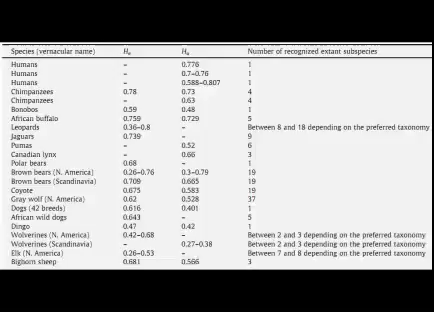 Species (vernacular name) He Ho Number of recognized extant subspecies
Humans – 0.776 1
Humans – 0.7–0.76 1
Humans – 0.588–0.807 1
Chimpanzees 0.78 0.73 4
Chimpanzees – 0.63 4
Bonobos 0.59 0.48 1
African buffalo 0.759 0.729 5
Leopards 0.36–0.8 – Between 8 and 18 depending on the preferred taxonomy
Jaguars 0.739 – 9
Pumas – 0.52 6
Canadian lynx – 0.66 3
Polar bears 0.68 – 1
Brown bears (N. America) 0.26–0.76 0.3–0.79 19
Brown bears (Scandinavia) 0.709 0.665 19
Coyote 0.675 0.583 19
Gray wolf (N. America) 0.62 0.528 37
Dogs (42 breeds) 0.616 0.401 1
African wild dogs 0.643 – 5
Dingo 0.47 0.42 1
Wolverines (N. America) 0.42–0.68 – Between 2 and 3 depending on the preferred taxonomy
Wolverines (Scandinavia) – 0.27–0.38 Between 2 and 3 depending on the preferred taxonomy
Elk (N. America) 0.26–0.53 – Between 7 and 8 depending on the preferred taxonomy
Bighorn sheep 0.681 0.566 3